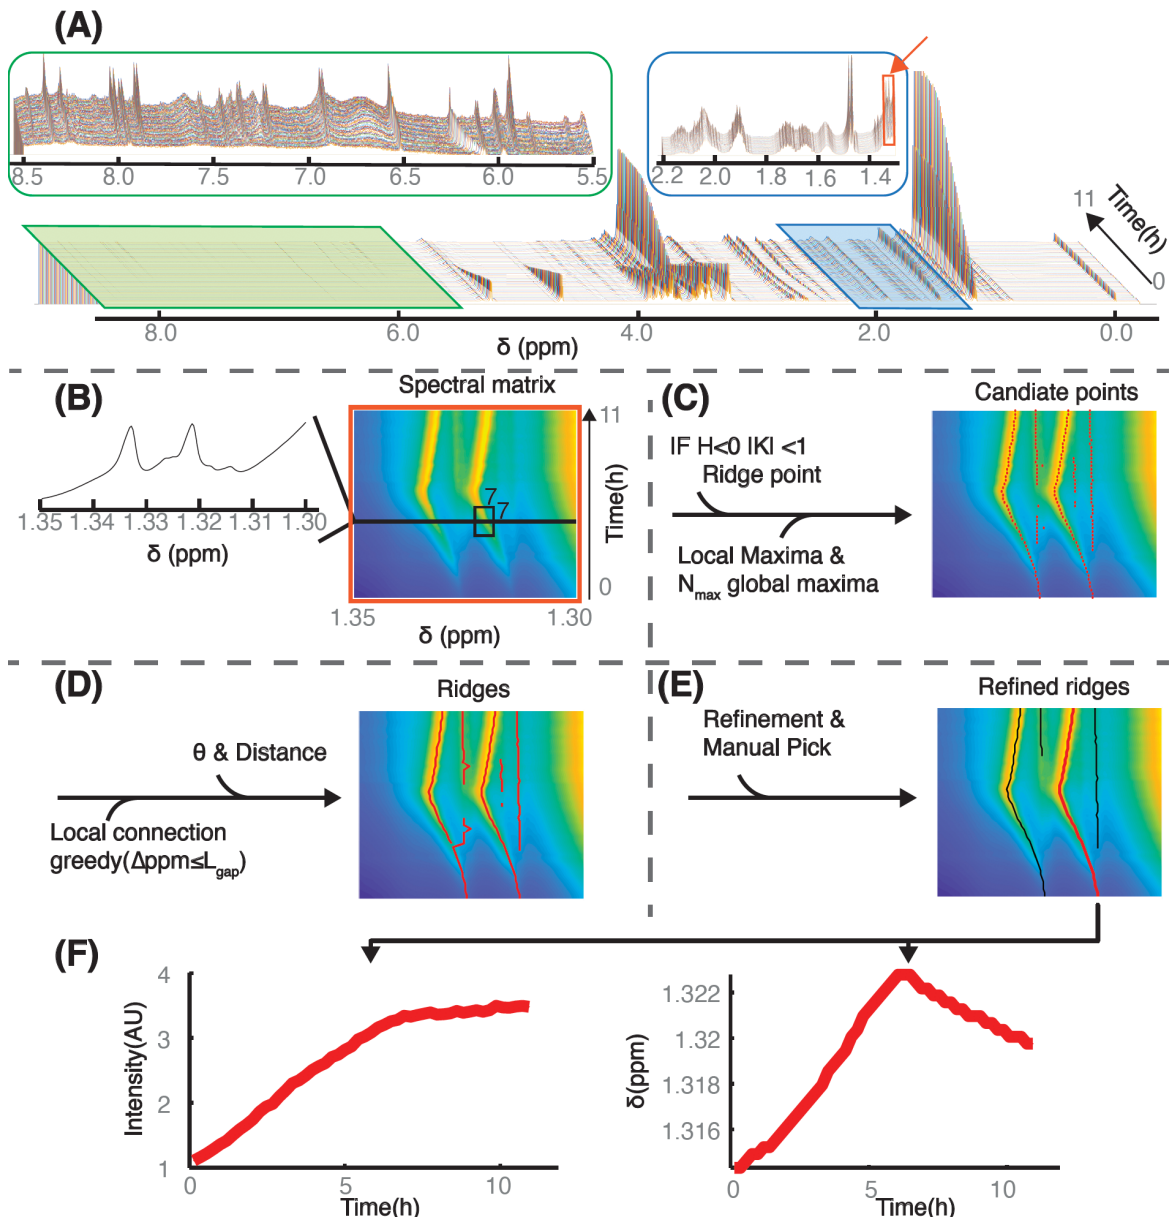 (A)
8.5 8.0 7.5 7.0 6.5 6.0 5.5
2.2 2.0 1.8 1.6 1.4
11
Time(h)
0
8.0 6.0 4.0 2.0 0.0
δ (ppm)
(B)
Spectral matrix
1.35 1.34 1.33 1.32 1.31 1.30
δ (ppm)
7
7
11
Time(h)
0
1.35 1.30
δ (ppm)
(C)
Candiate points
IF H<0 |K| <1
Ridge point
Local Maxima &
Nmax global maxima
(D)
Ridges
θ & Distance
Local connection
greedy(Δppm≤Lgap)
(E)
Refined ridges
Refinement &
Manual Pick
(F)
4
3
2
1
Intensity(AU)
0 5 10
Time(h)
1.322
1.32
1.318
1.316
δ(ppm)
0 5 10
Time(h)